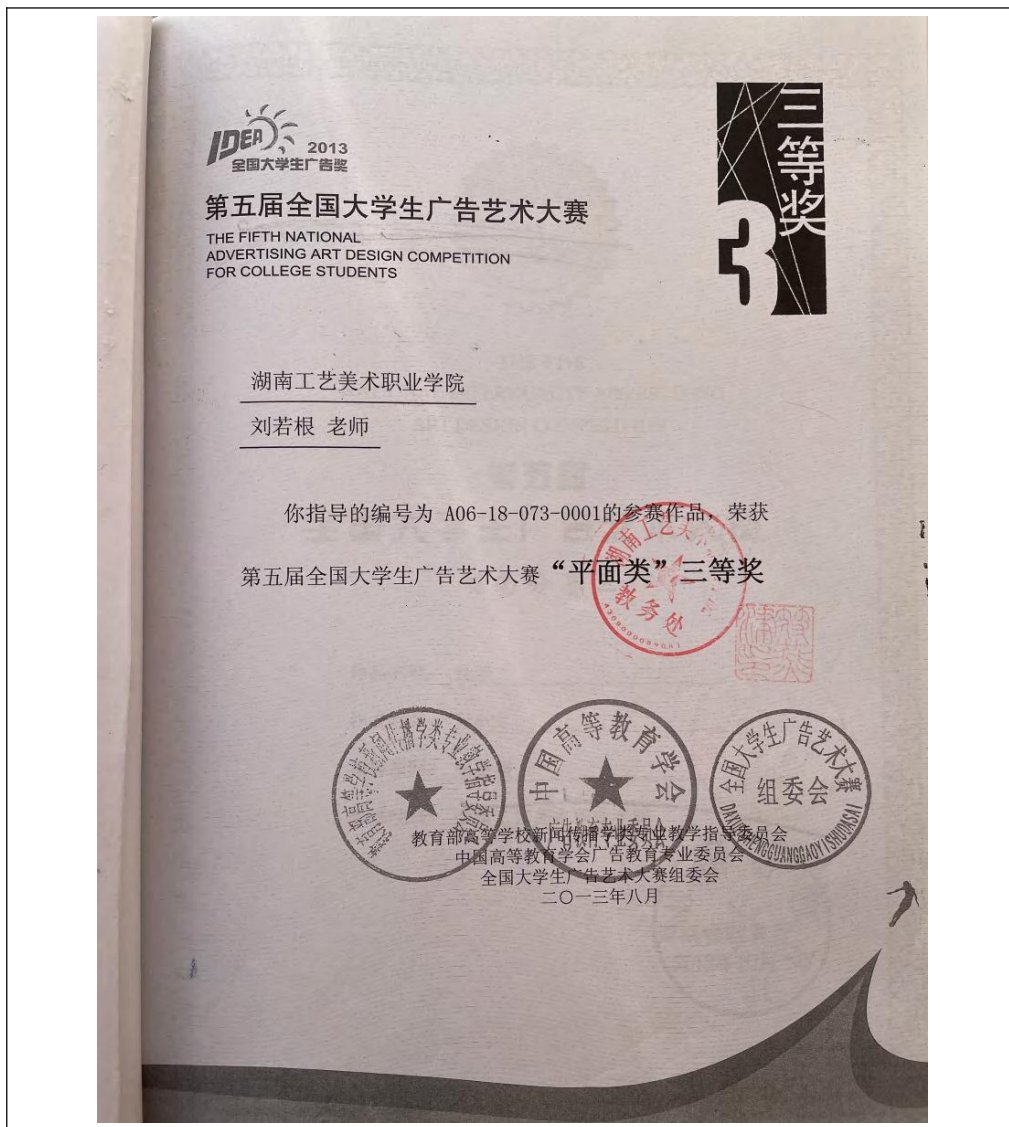 IDEA 2013
全国大学生广告奖
三等奖
3
第五届全国大学生广告艺术大赛
THE FIFTH NATIONAL
ADVERTISING ART DESIGN COMPETITION
FOR COLLEGE STUDENTS
湖南工艺美术职业学院
刘若根 老师
你指导的编号为 A06-18-073-0001的参赛作品，荣获
第五届全国大学生广告艺术大赛“平面类”三等奖
湖南工艺美
教务处
中国高等教育学会
全国大学生广告艺术大赛
组委会
DAXUESHENGGUANGGAOYISHUDASAI
教育部高等学校新闻传播学类专业教学指导委员会
中国高等教育学会广告教育专业委员会
全国大学生广告艺术大赛组委会
二〇一三年八月